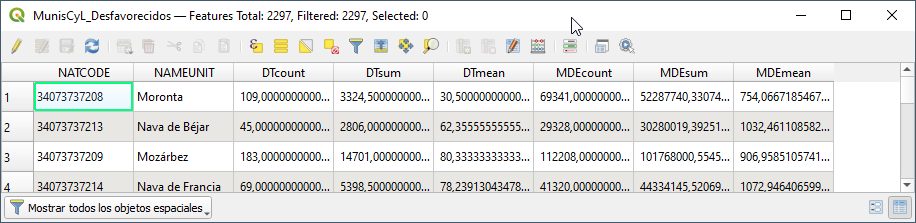 MunisCyL_Desfavorecidos — Features Total: 2297, Filtered: 2297, Selected: 0
NATCODE NAMEUNIT DTcount DTsum DTmean MDEcount MDEsum MDEmean
1 34073737208 Moronta 109,0000000000... 3324,500000000... 30,50000000000... 69341,00000000... 52287740,33074... 754,0667185467...
2 34073737213 Nava de Béjar 45,00000000000... 2806,000000000... 62,35555555555... 29328,00000000... 30280019,39251... 1032,461108582...
3 34073737209 Mozárbez 183,0000000000... 14701,00000000... 80,33333333333... 112208,0000000... 101768000,5545... 906,9585105741...
4 34073737214 Nava de Francia 69,00000000000... 5398,500000000... 78,23913043478... 41320,00000000... 44334145,52069... 1072,946406599...
Mostrar todos los objetos espaciales